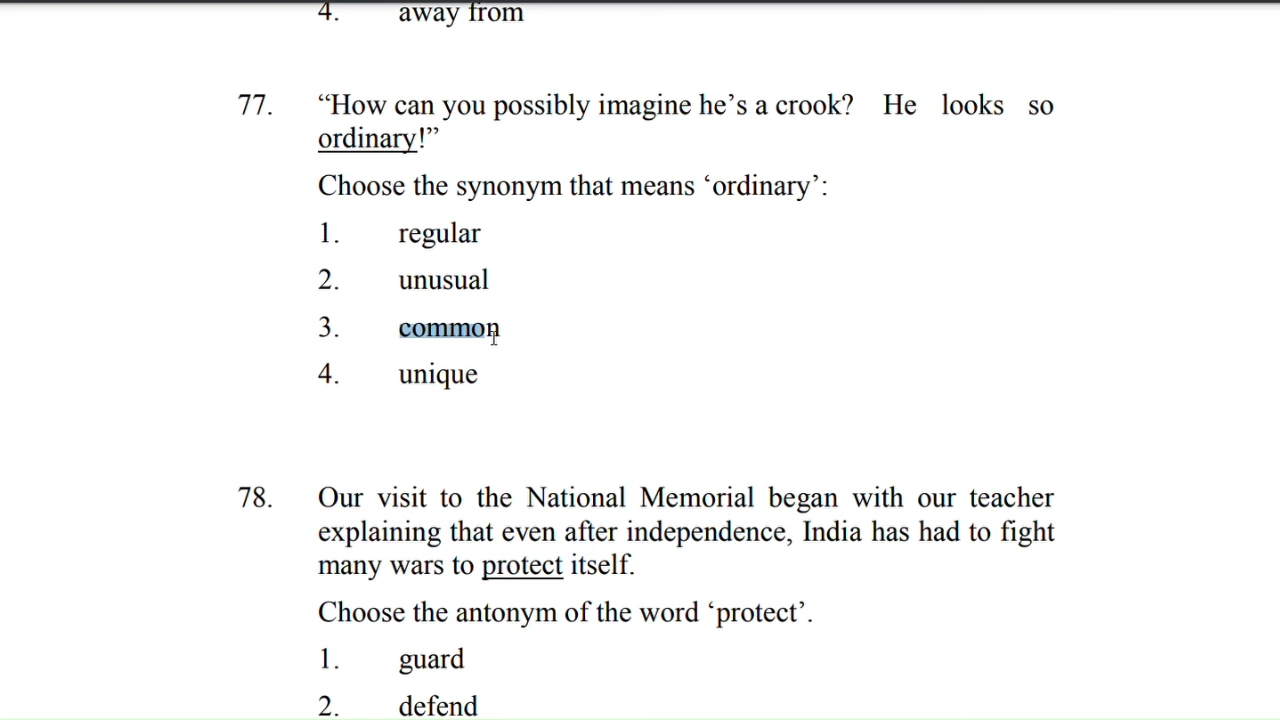 4. away from
77. “How can you possibly imagine he’s a crook? He looks so
ordinary!”
Choose the synonym that means ‘ordinary’:
1. regular
2. unusual
3. common
4. unique
78. Our visit to the National Memorial began with our teacher
explaining that even after independence, India has had to fight
many wars to protect itself.
Choose the antonym of the word ‘protect’.
1. guard
2. defend